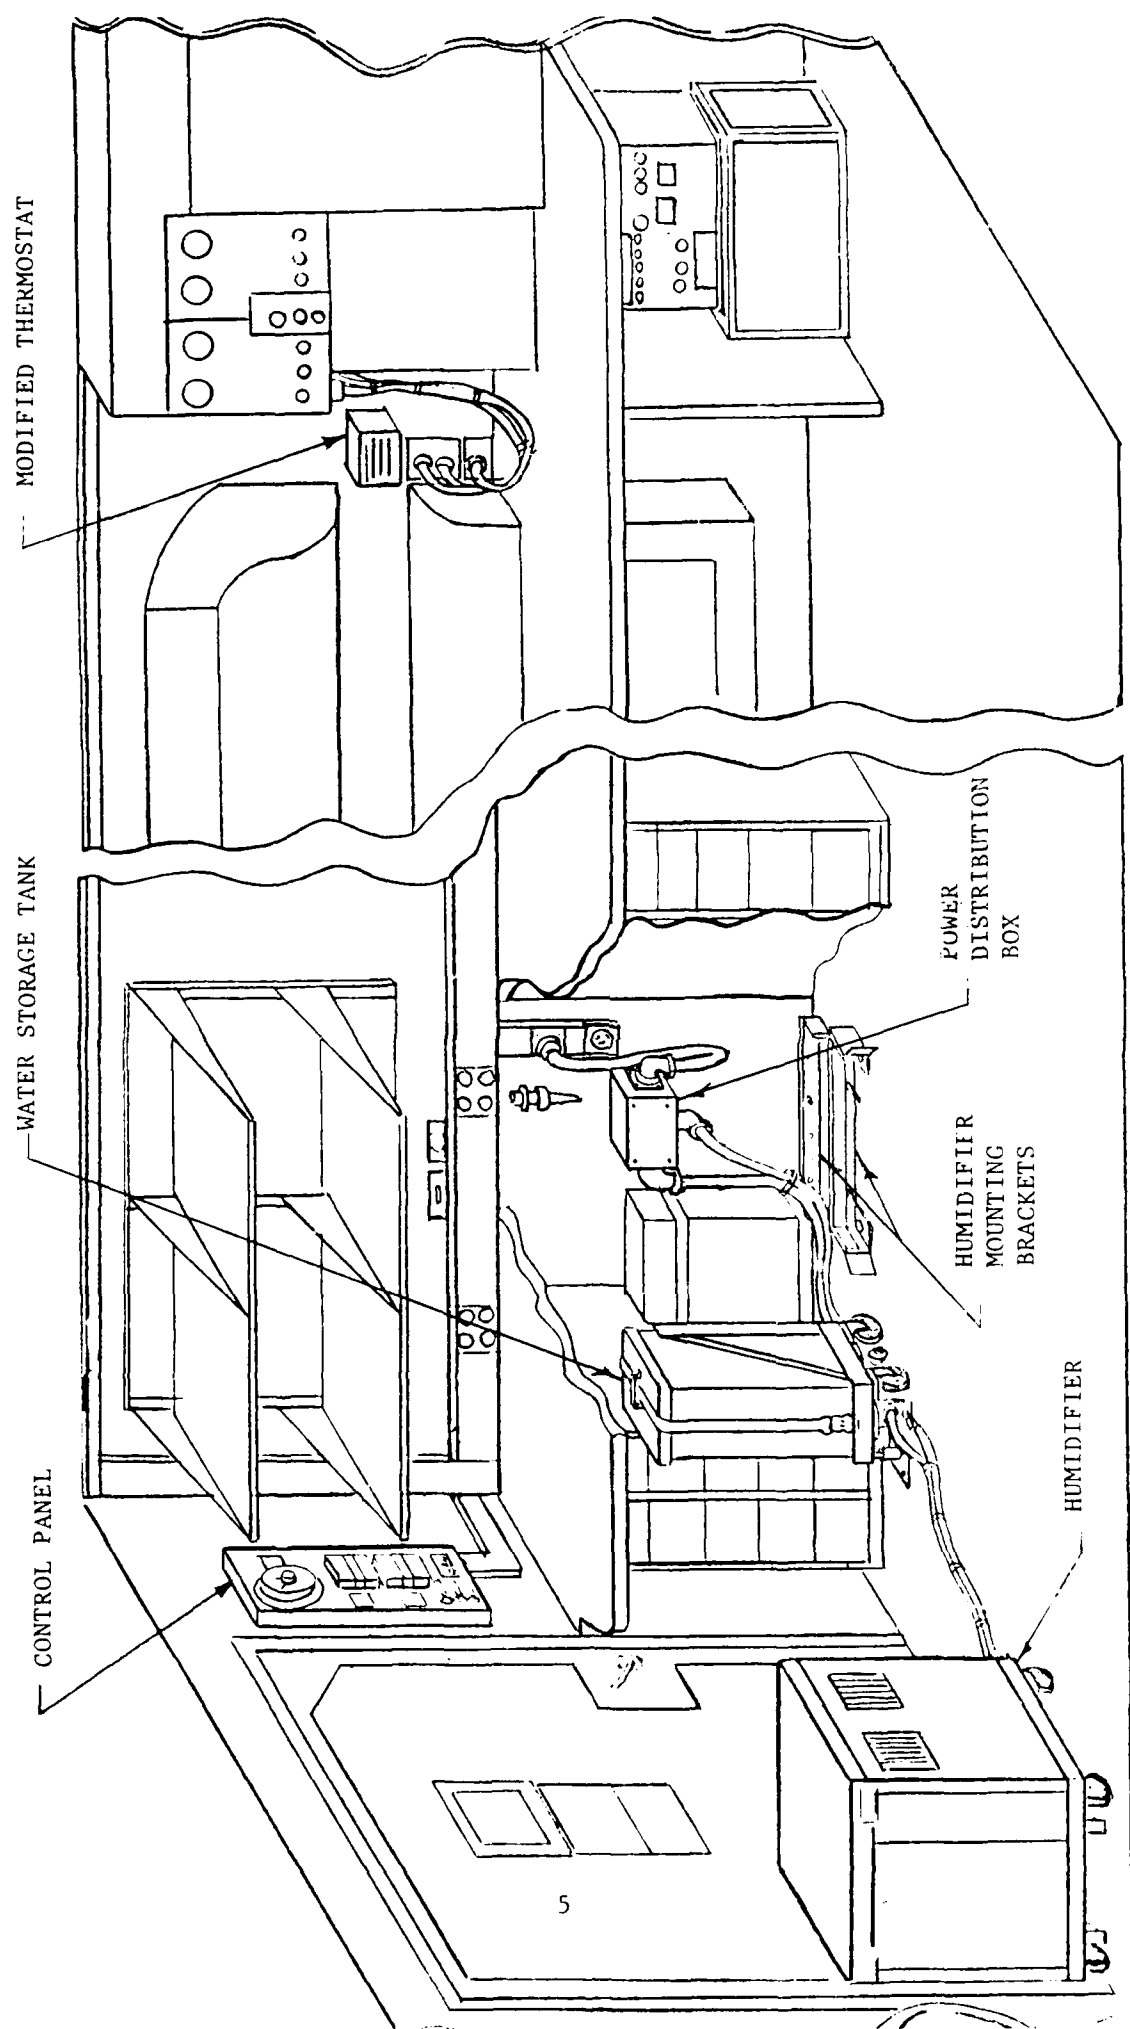 CONTROL PANEL
WATER STORAGE TANK
MODIFIED THERMOSTAT
HUMIDIFIER
HUMIDIFIER
MOUNTING
BRACKETS
POWER
DISTRIBUTION
BOX
5